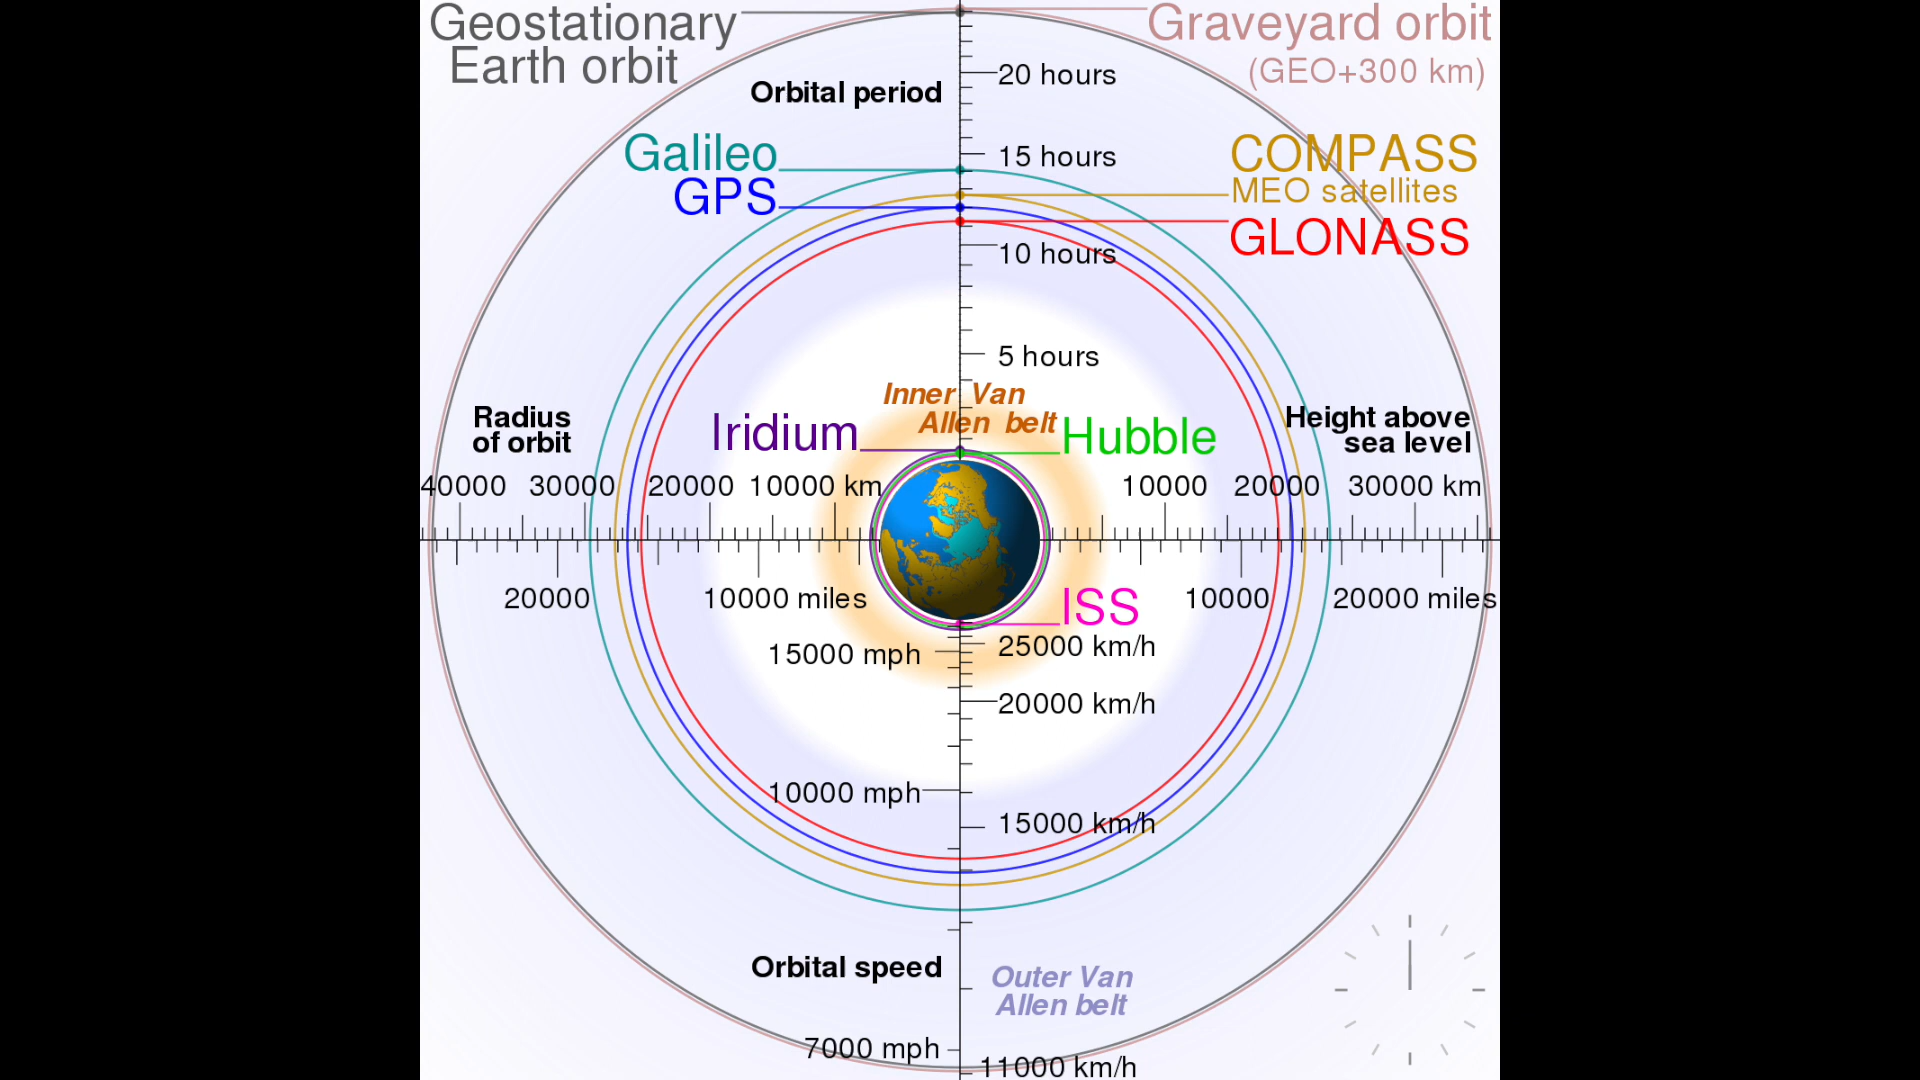 Geostationary
Earth orbit
Graveyard orbit
(GEO+300 km)
Orbital period
20 hours
Galileo
GPS
15 hours
COMPASS
MEO satellites
GLONASS
10 hours
5 hours
Inner Van
Allen belt
Iridium
Hubble
Radius
of orbit
Height above
sea level
40000
30000
20000
10000 km
10000
20000
30000 km
20000
10000 miles
10000
20000 miles
ISS
15000 mph
25000 km/h
20000 km/h
10000 mph
15000 km/h
Orbital speed
Outer Van
Allen belt
7000 mph
11000 km/h